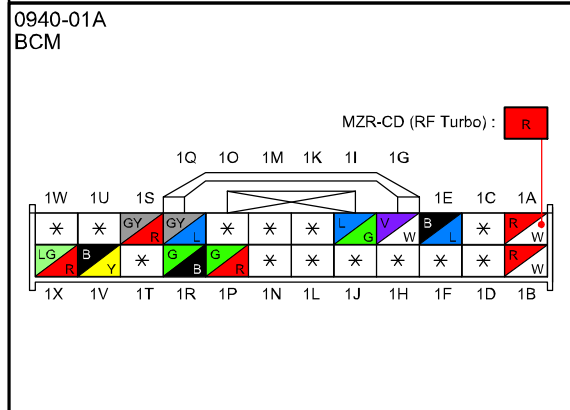 0940-01A
BCM
MZR-CD (RF Turbo) : R
1Q 1O 1M 1K 1I 1G
1W 1U 1S 1E 1C 1A
* * GY R GY L * * * L G V W B L * R W
LG R B Y * G B G R * * * * * * R W
1X 1V 1T 1R 1P 1N 1L 1J 1H 1F 1D 1B